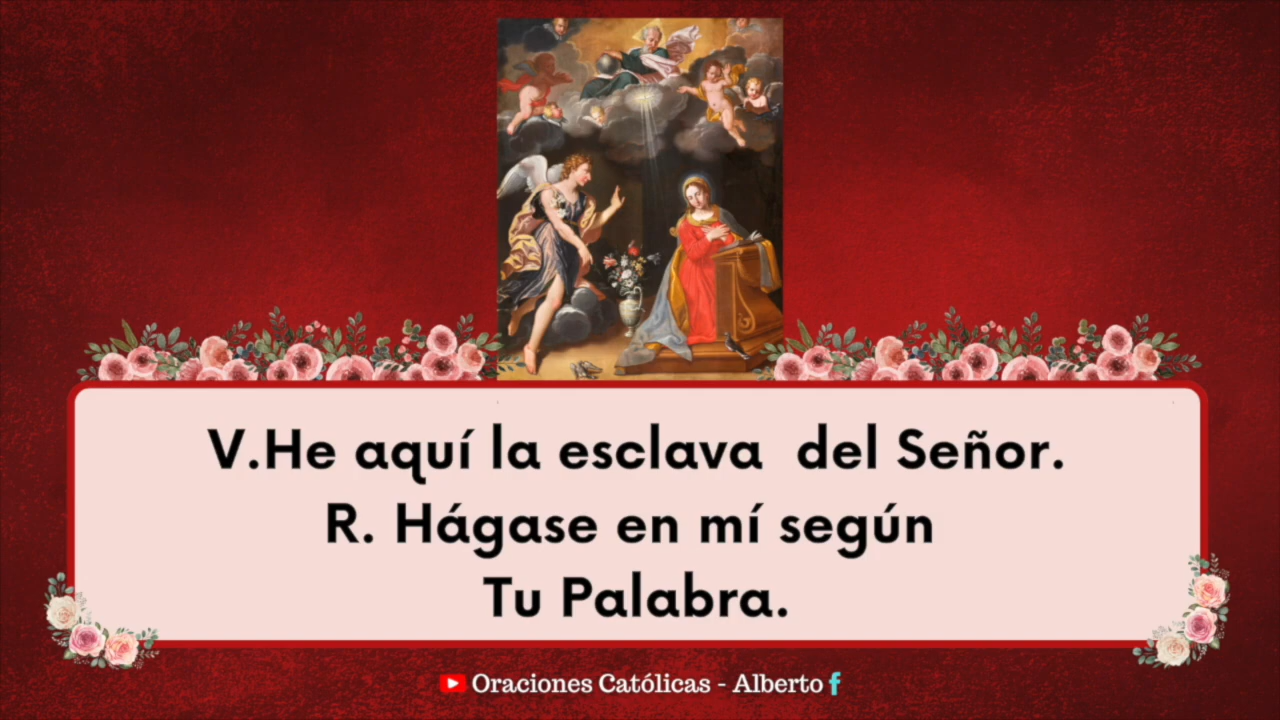 V.He aquí la esclava del Señor.
R. Hágase en mí según
Tu Palabra.
Oraciones Católicas - Alberto